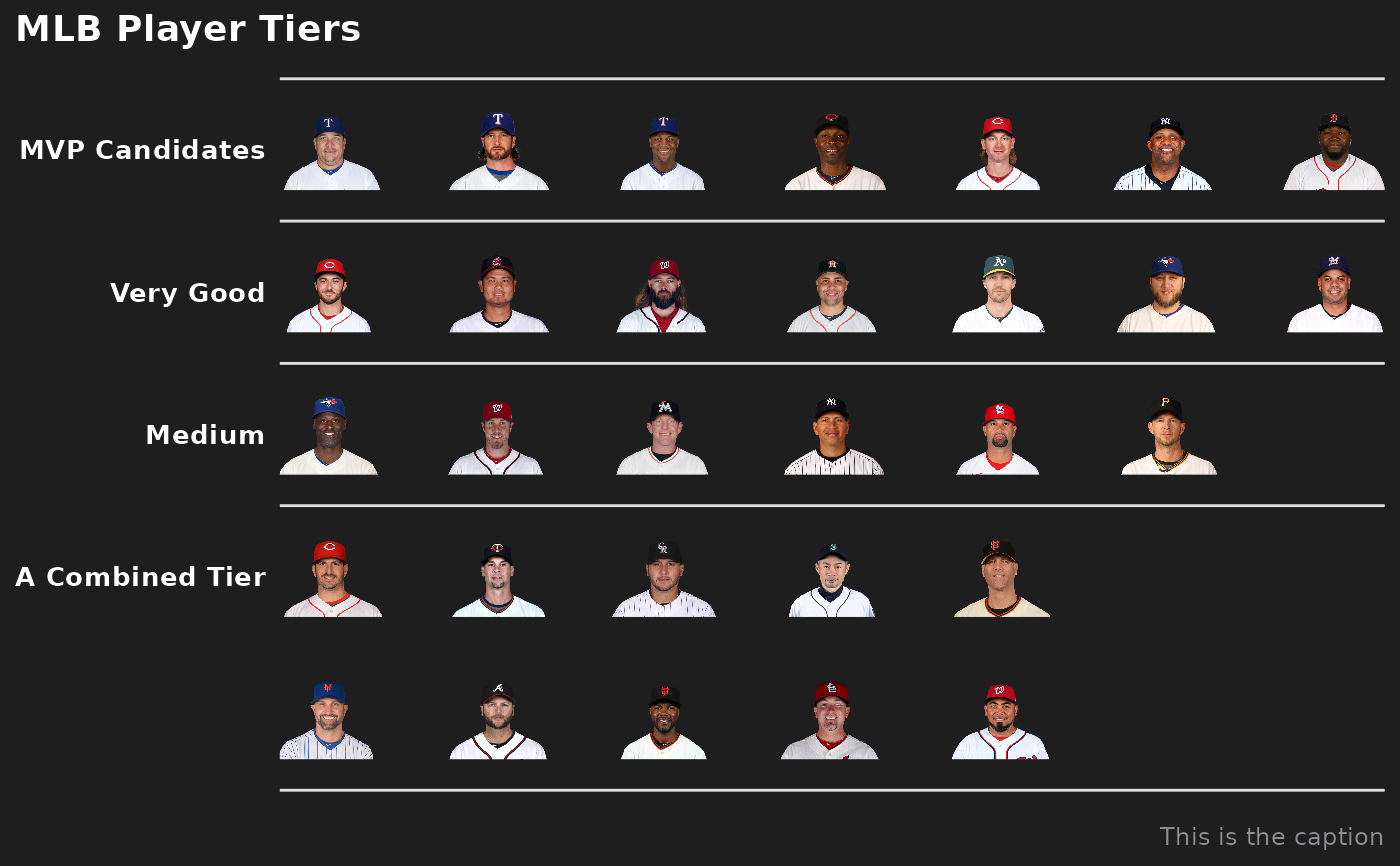 MLB Player Tiers
MVP Candidates
Very Good
Medium
A Combined Tier
This is the caption